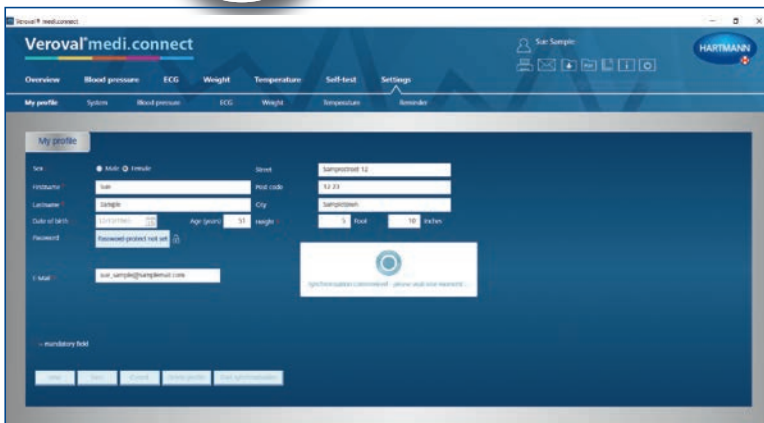 Veroval® medi.connect
Veroval® medi.connect
Sue Sample
HARTMANN
Overview Blood pressure ECG Weight Temperature Self-test Settings
My profile System Blood pressure ECG Weight Temperature Reminder
My profile
Sex Male Female Street Samplestreet 12
Firstname * Sue Post code 12 23
Lastname * Sample City Sampletown
Date of birth Age (years) 51 Height * 5 Foot 10 inches
Password Password-protect not set
Synchronisation commenced - please wait one moment...
E-Mail * sue_sample@samplemail.com
mandatory field